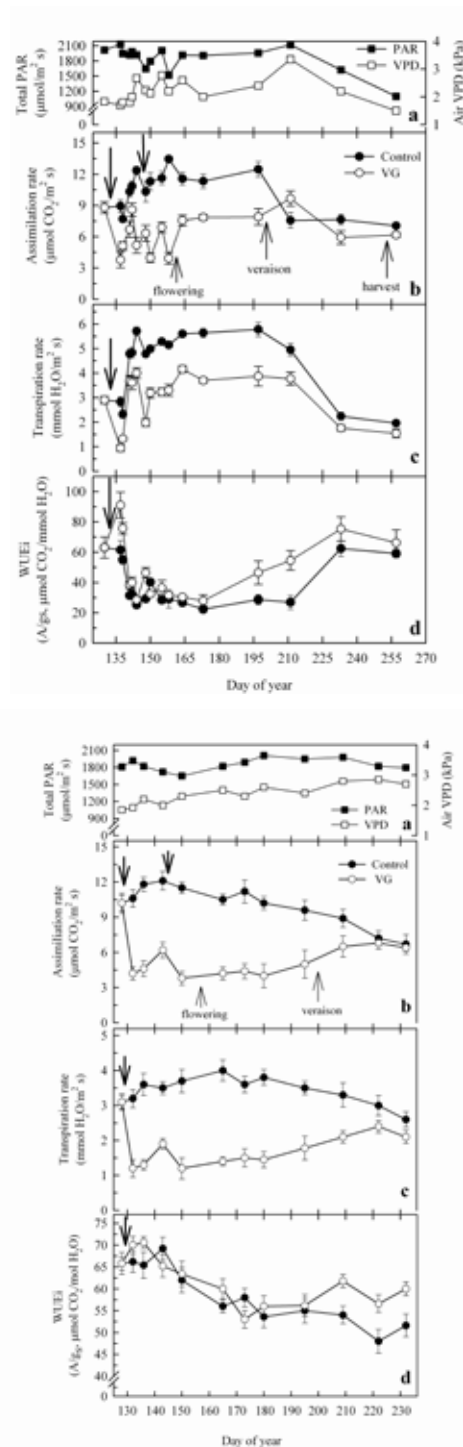 2100
1800
1500
1200
900
0
Total PAR
(μmol/m² s)
PAR
VPD
4
3
2
1
Air VPD (kPa)
a
15
12
9
6
3
0
Assimilation rate
(μmol CO₂/m² s)
Control
VG
flowering
veraison
harvest
b
6
5
4
3
2
1
0
Transpiration rate
(mmol H₂O/m² s)
c
100
80
60
40
20
0
WUEi
(A/gs, μmol CO₂/mmol H₂O)
d
135 150 165 180 195 210 225 240 255 270
Day of year
2100
1800
1500
1200
900
0
Total PAR
(μmol/m² s)
PAR
VPD
4
3
2
1
Air VPD (kPa)
a
15
12
9
6
3
0
Assimiliation rate
(μmol CO₂/m² s)
Control
VG
flowering
veraison
b
5
4
3
2
1
0
Transpiration rate
(mmol H₂O/m² s)
c
75
70
65
60
55
50
45
40
0
WUEi
(A/gs, μmol CO₂/mol H₂O)
d
130 140 150 160 170 180 190 200 210 220 230
Day of year